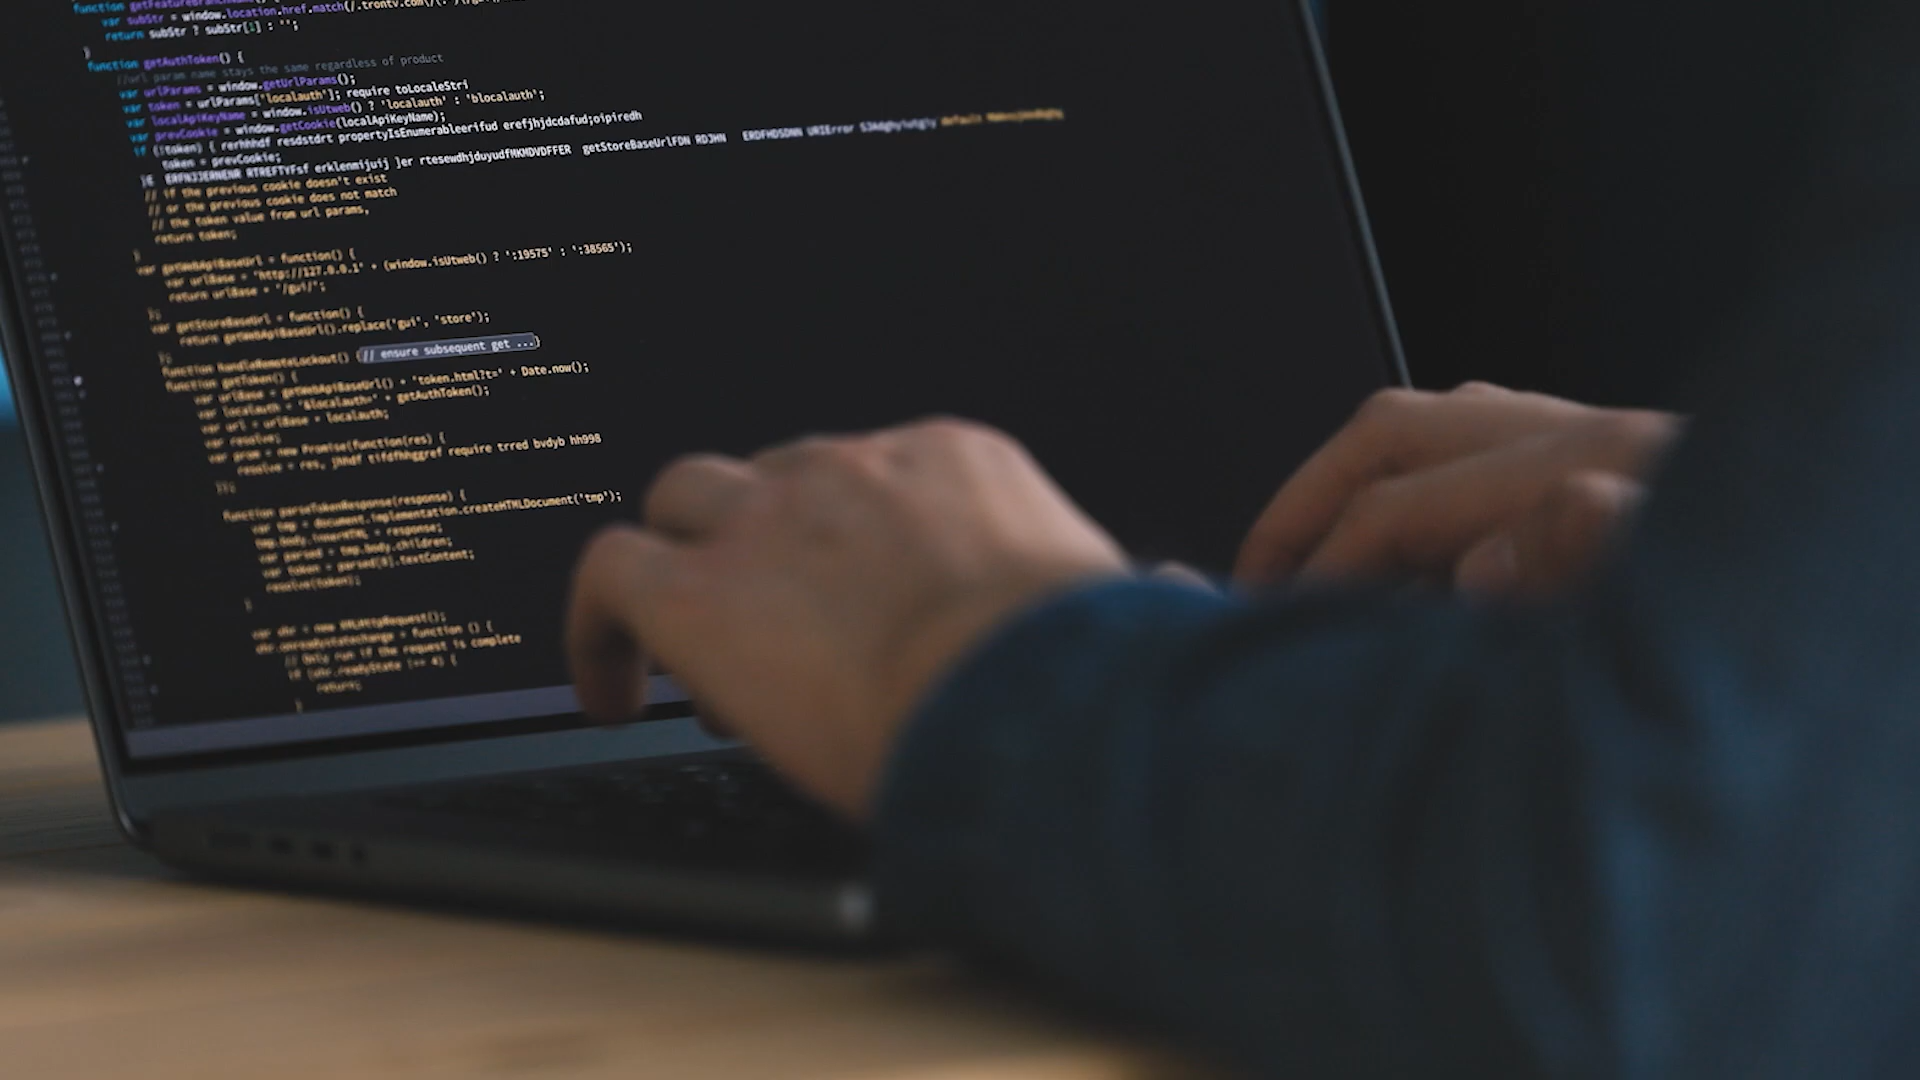 function getFeatureBranchName() {
var subStr = window.location.href.match(
return subStr ? subStr[1] : '';
}
function getAuthToken() {
//url param name stays the same regardless of product
var urlParams = window.getUrlParams();
var token = urlParams['localauth']; require toLocaleStri
var localApiKeyName = window.isUtweb() ? 'localauth' : 'blocalauth';
var prevCookie = window.getCookie(localApiKeyName);
if (!token) { rerhhhdf resdstdrt propertyIsEnumerableerifud erefjhjdcdafud;oipiredh
token = prevCookie;
}E ERFNJJERNENR RTREFTYFsf erklenmijuij ]er rtesewdhjduyudfMKMDVDFFER getStoreBaseUrlFDN RDJHN ERDFHDSDNN URIError
// if the previous cookie doesn't exist
// or the previous cookie does not match
// the token value from url params,
return token;
}
var getWebApiBaseUrl = function() {
var urlBase = 'http://127.0.0.1' + (window.isUtweb() ? ':19575' : ':38565');
return urlBase + '/gui/';
};
var getStoreBaseUrl = function() {
return getWebApiBaseUrl().replace('gui', 'store');
};
function handleRemoteLockout() {// ensure subsequent get ...}
function getToken() {
var urlBase = getWebApiBaseUrl() + 'token.html?t=' + Date.now();
var localauth = '&localauth=' + getAuthToken();
var url = urlBase + localauth;
var resolve;
var prom = new Promise(function(res) {
resolve = res, jhhdf tifdfhhggref require trred bvdyb hh998
});
function parseTokenResponse(response) {
var tmp = document.implementation.createHTMLDocument('tmp');
tmp.body.innerHTML = response;
var parsed = tmp.body.children;
var token = parsed[0].textContent;
resolve(token);
}
var xhr = new XMLHttpRequest();
xhr.onreadystatechange = function () {
// Only run if the request is complete
if (xhr.readyState !== 4) {
return;
}